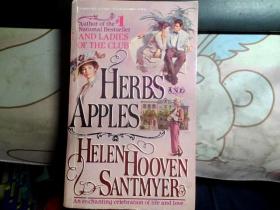 Author of the #1
National Bestseller
AND LADIES
OF THE CLUB
HERBS AND
APPLES
HELEN HOOVEN
SANTMYER
An enchanting celebration of life and love